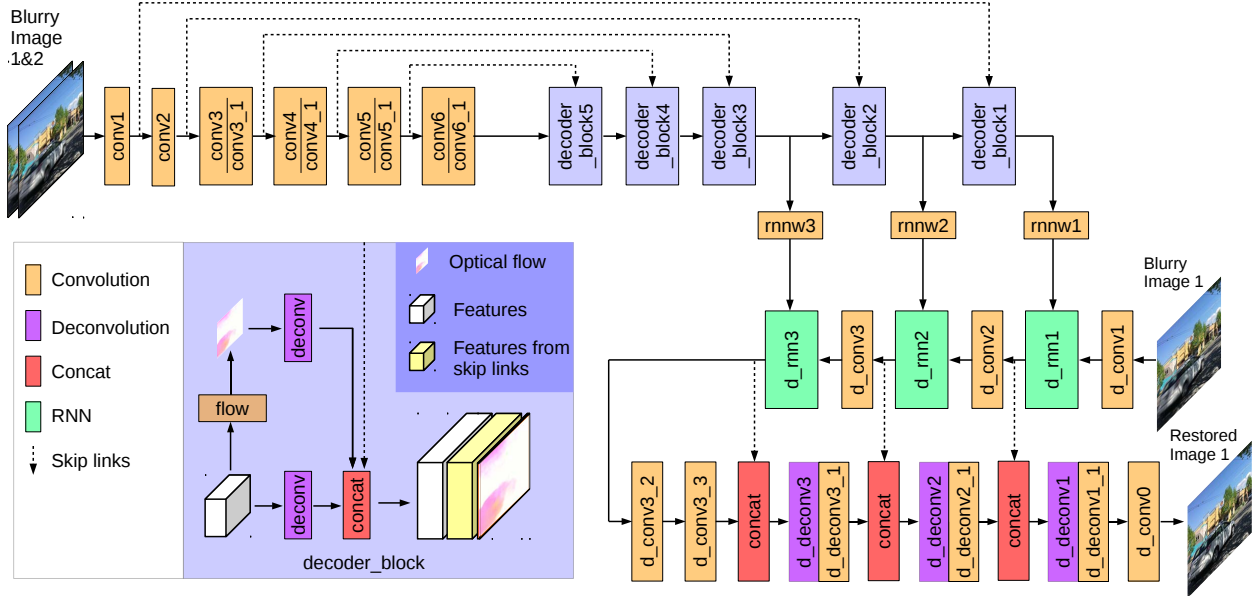 Blurry
Image
1&2
conv1
conv2
conv3
conv3_1
conv4
conv4_1
conv5
conv5_1
conv6
conv6_1
decoder
_block5
decoder
_block4
decoder
_block3
decoder
_block2
decoder
_block1
rnnw3
rnnw2
rnnw1
Blurry
Image 1
d_rnn3
d_conv3
d_rnn2
d_conv2
d_rnn1
d_conv1
Restored
Image 1
d_conv3_2
d_conv3_3
concat
d_deconv3
d_deconv3_1
concat
d_deconv2
d_deconv2_1
concat
d_deconv1
d_deconv1_1
d_conv0
Convolution
Deconvolution
Concat
RNN
Skip links
Optical flow
Features
Features from
skip links
deconv
flow
deconv
concat
decoder_block